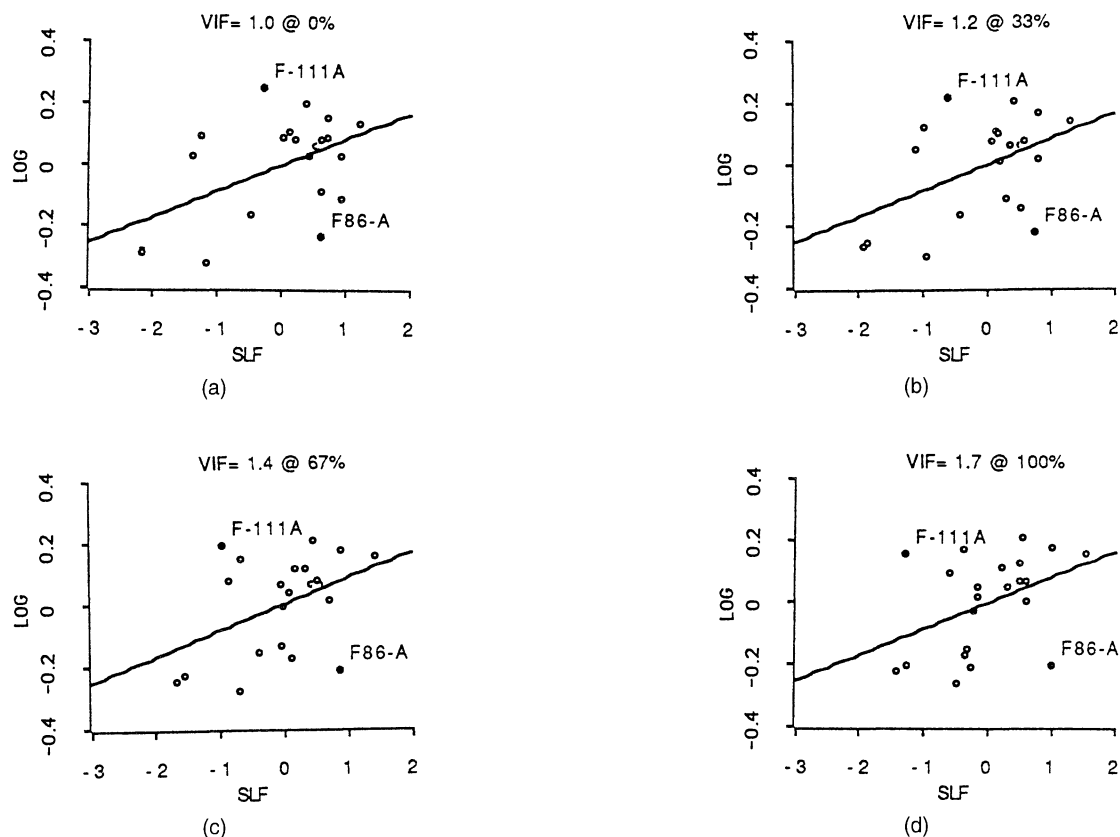 VIF= 1.0 @ 0%
0.4
0.2
0
-0.2
-0.4
LOG
F-111A
F86-A
-3
-2
-1
0
1
2
SLF
(a)
VIF= 1.2 @ 33%
0.4
0.2
0
-0.2
-0.4
LOG
F-111A
F86-A
-3
-2
-1
0
1
2
SLF
(b)
VIF= 1.4 @ 67%
0.4
0.2
0
-0.2
-0.4
LOG
F-111A
F86-A
-3
-2
-1
0
1
2
SLF
(c)
VIF= 1.7 @ 100%
0.4
0.2
0
-0.2
-0.4
LOG
F-111A
F86-A
-3
-2
-1
0
1
2
SLF
(d)